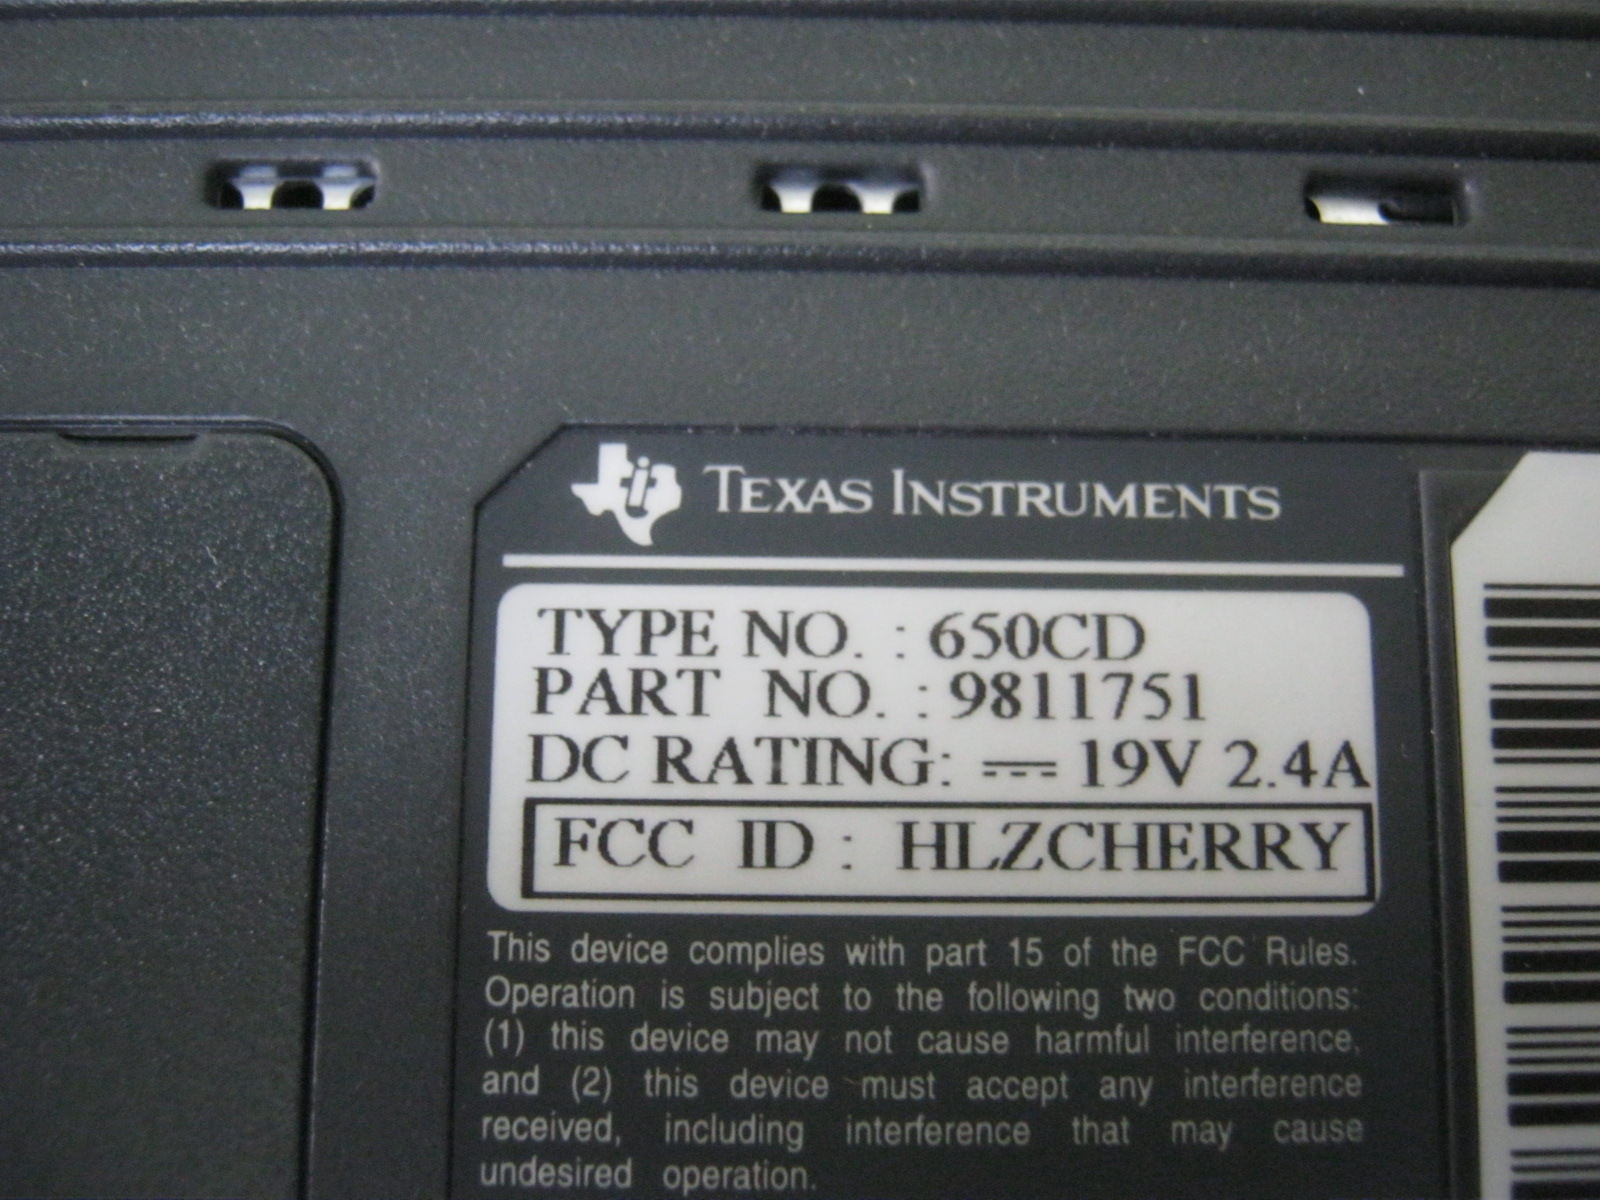 TEXAS INSTRUMENTS
TYPE NO. : 650CD
PART NO. : 9811751
DC RATING: ⎓ 19V 2.4A
FCC ID : HLZCHERRY
This device complies with part 15 of the FCC Rules.
Operation is subject to the following two conditions:
(1) this device may not cause harmful interference,
and (2) this device must accept any interference
received, including interference that may cause
undesired operation.